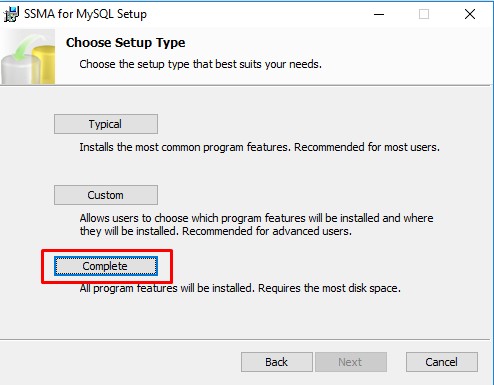 SSMA for MySQL Setup
Choose Setup Type
Choose the setup type that best suits your needs.
Typical
Installs the most common program features. Recommended for most users.
Custom
Allows users to choose which program features will be installed and where
they will be installed. Recommended for advanced users.
Complete
All program features will be installed. Requires the most disk space.
Back
Next
Cancel